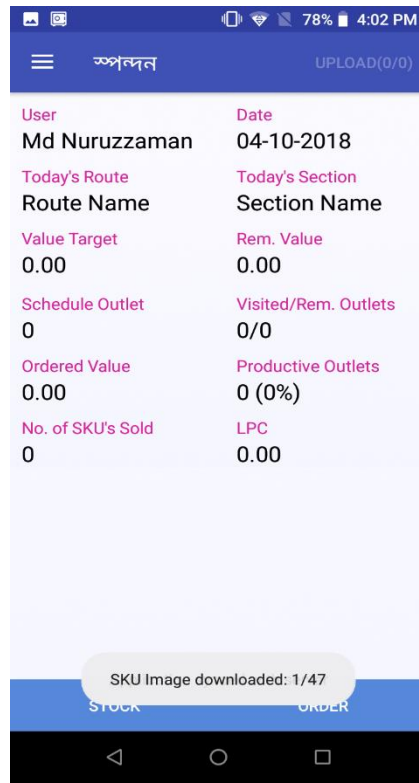 78% 4:02 PM
স্পন্দন UPLOAD(0/0)
User Date
Md Nuruzzaman 04-10-2018
Today's Route Today's Section
Route Name Section Name
Value Target Rem. Value
0.00 0.00
Schedule Outlet Visited/Rem. Outlets
0 0/0
Ordered Value Productive Outlets
0.00 0 (0%)
No. of SKU's Sold LPC
0 0.00
SKU Image downloaded: 1/47
STOCK ORDER